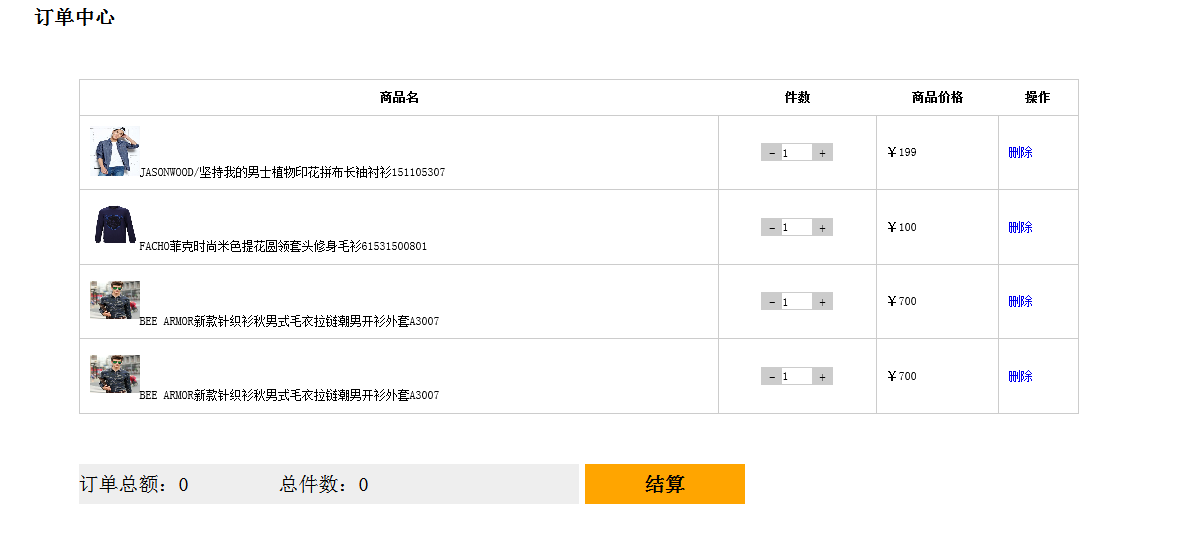 订单中心
商品名 件数 商品价格 操作
JASONWOOD/坚持我的男士植物印花拼布长袖衬衫151105307 - 1 + ￥199 删除
FACHO菲克时尚米色提花圆领套头修身毛衫61531500801 - 1 + ￥100 删除
BEE ARMOR新款针织衫秋男式毛衣拉链潮男开衫外套A3007 - 1 + ￥700 删除
BEE ARMOR新款针织衫秋男式毛衣拉链潮男开衫外套A3007 - 1 + ￥700 删除
订单总额：0 总件数：0 结算